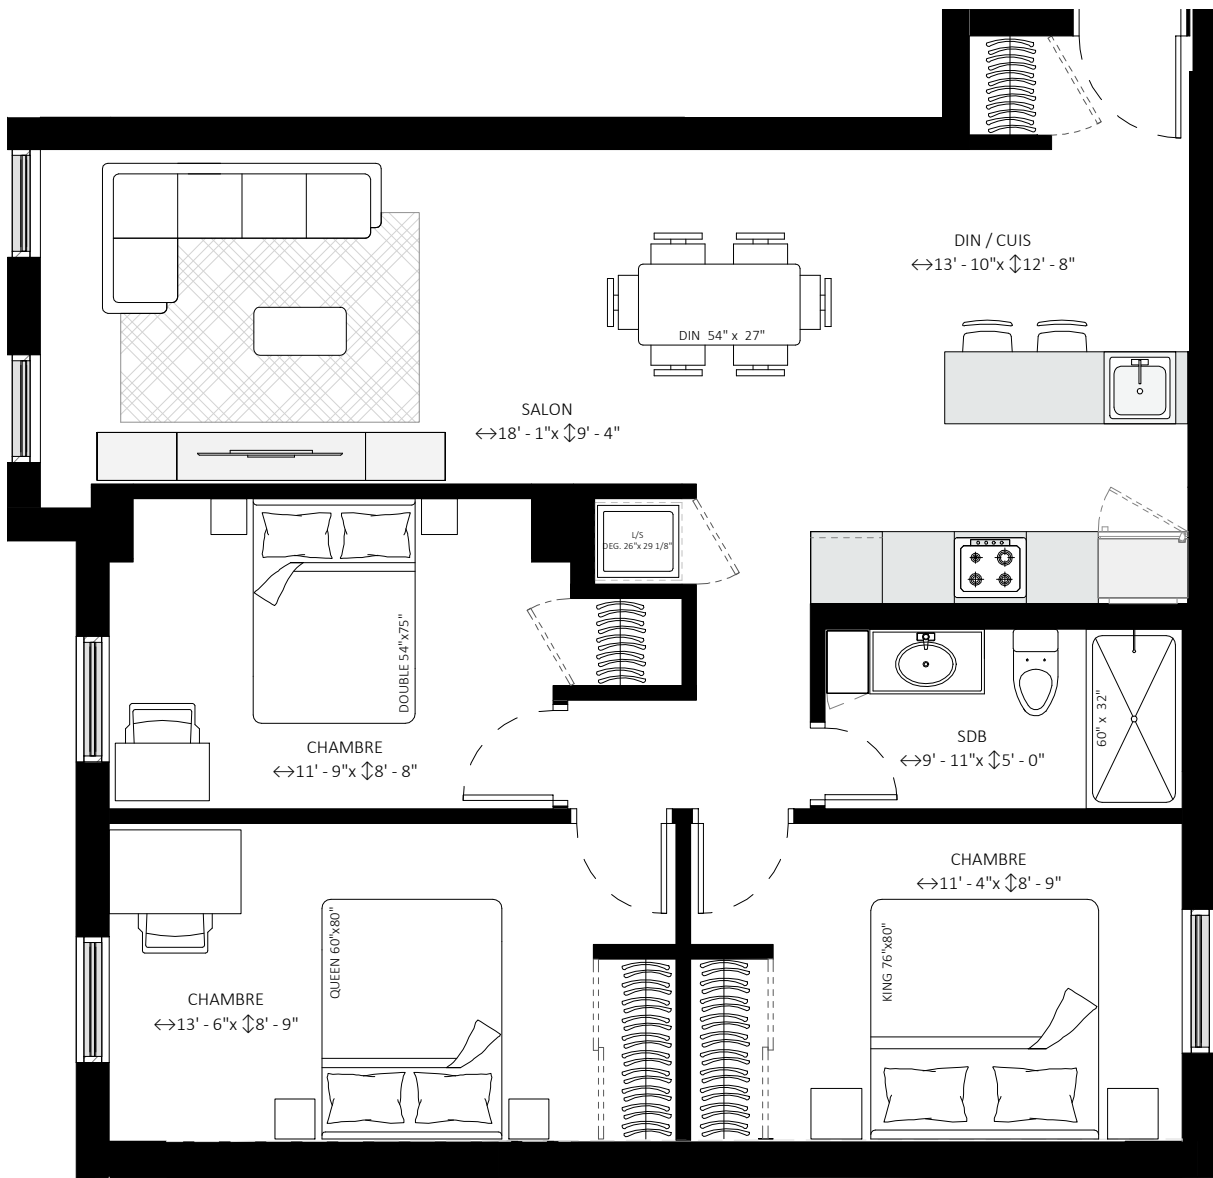 DIN / CUIS
↔13' - 10"x ↕12' - 8"
DIN 54" x 27"
SALON
↔18' - 1"x ↕9' - 4"
L/S
DEG. 26"x 29 1/8"
DOUBLE 54"x75"
CHAMBRE
↔11' - 9"x ↕8' - 8"
SDB
↔9' - 11"x ↕5' - 0"
60" x 32"
CHAMBRE
↔11' - 4"x ↕8' - 9"
QUEEN 60"x80"
KING 76"x80"
CHAMBRE
↔13' - 6"x ↕8' - 9"